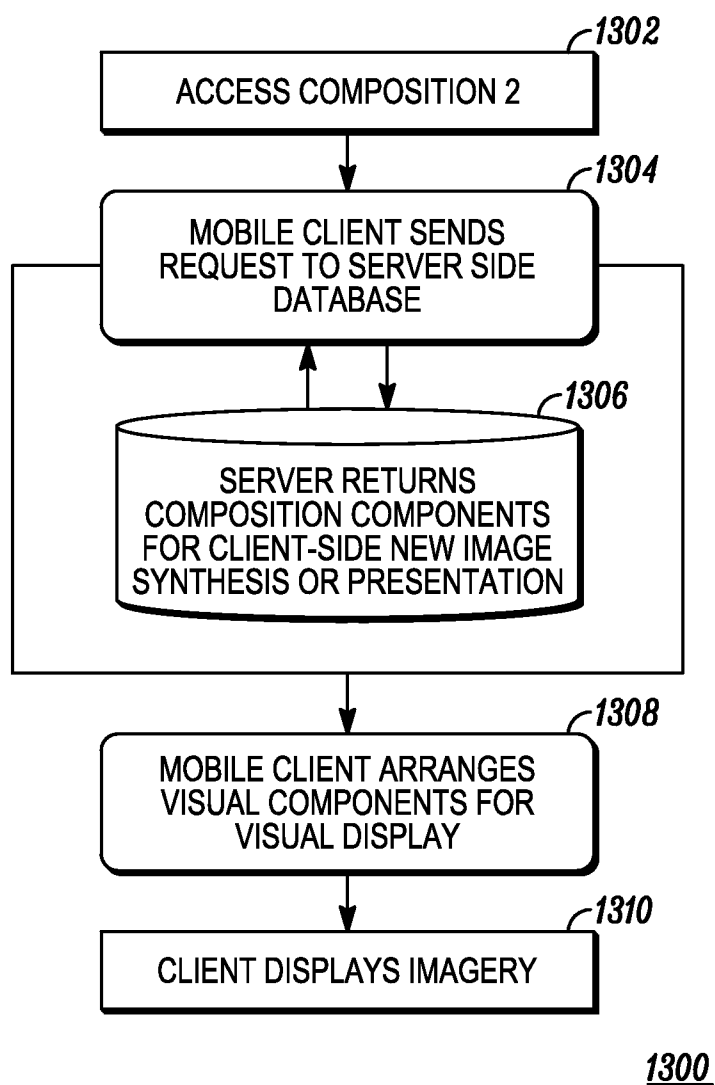 1302
ACCESS COMPOSITION 2
1304
MOBILE CLIENT SENDS
REQUEST TO SERVER SIDE
DATABASE
1306
SERVER RETURNS
COMPOSITION COMPONENTS
FOR CLIENT-SIDE NEW IMAGE
SYNTHESIS OR PRESENTATION
1308
MOBILE CLIENT ARRANGES
VISUAL COMPONENTS FOR
VISUAL DISPLAY
1310
CLIENT DISPLAYS IMAGERY
1300